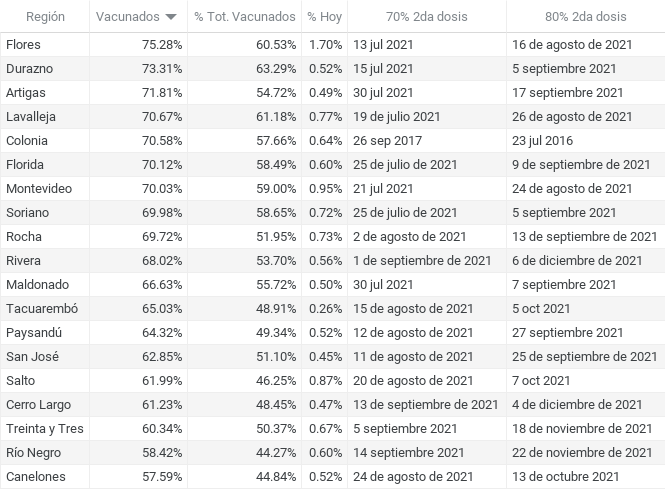 Región Vacunados % Tot. Vacunados % Hoy 70% 2da dosis 80% 2da dosis
Flores 75.28% 60.53% 1.70% 13 jul 2021 16 de agosto de 2021
Durazno 73.31% 63.29% 0.52% 15 jul 2021 5 septiembre 2021
Artigas 71.81% 54.72% 0.49% 30 jul 2021 17 septiembre 2021
Lavalleja 70.67% 61.18% 0.77% 19 de julio 2021 26 de agosto de 2021
Colonia 70.58% 57.66% 0.64% 26 sep 2017 23 jul 2016
Florida 70.12% 58.49% 0.60% 25 de julio de 2021 9 de septiembre de 2021
Montevideo 70.03% 59.00% 0.95% 21 jul 2021 24 de agosto de 2021
Soriano 69.98% 58.65% 0.72% 25 de julio de 2021 5 septiembre 2021
Rocha 69.72% 51.95% 0.73% 2 de agosto de 2021 13 de septiembre de 2021
Rivera 68.02% 53.70% 0.56% 1 de septiembre de 2021 6 de diciembre de 2021
Maldonado 66.63% 55.72% 0.50% 30 jul 2021 7 septiembre 2021
Tacuarembó 65.03% 48.91% 0.26% 15 de agosto de 2021 5 oct 2021
Paysandú 64.32% 49.34% 0.52% 12 de agosto de 2021 27 septiembre 2021
San José 62.85% 51.10% 0.45% 11 de agosto de 2021 25 de septiembre de 2021
Salto 61.99% 46.25% 0.87% 20 de agosto de 2021 7 oct 2021
Cerro Largo 61.23% 48.45% 0.47% 13 de septiembre de 2021 4 de diciembre de 2021
Treinta y Tres 60.34% 50.37% 0.67% 5 septiembre 2021 18 de noviembre de 2021
Río Negro 58.42% 44.27% 0.60% 14 septiembre 2021 22 de noviembre de 2021
Canelones 57.59% 44.84% 0.52% 24 de agosto de 2021 13 de octubre de 2021